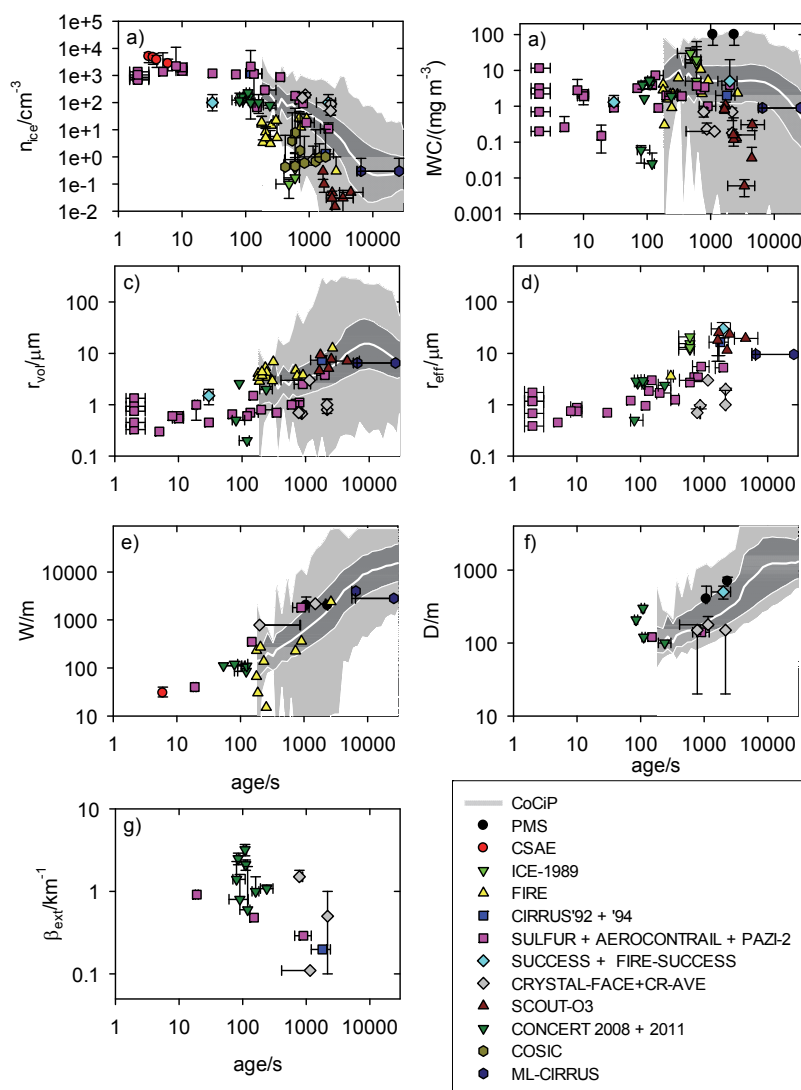 a)
1e+5
1e+4
1e+3
1e+2
1e+1
1e+0
1e-1
1e-2
n_ice/cm⁻³
1 10 100 1000 10000
a)
100
10
1
0.1
0.01
0.001
IWC/(mg m⁻³)
1 10 100 1000 10000
c)
100
10
1
0.1
r_vol/μm
1 10 100 1000 10000
d)
100
10
1
0.1
r_eff/μm
1 10 100 1000 10000
e)
10000
1000
100
10
W/m
1 10 100 1000 10000
age/s
f)
1000
100
10
D/m
1 10 100 1000 10000
age/s
g)
10
1
0.1
β_ext/km⁻¹
1 10 100 1000 10000
age/s
CoCiP
PMS
CSAE
ICE-1989
FIRE
CIRRUS'92 + '94
SULFUR + AEROCONTRAIL + PAZI-2
SUCCESS + FIRE-SUCCESS
CRYSTAL-FACE+CR-AVE
SCOUT-O3
CONCERT 2008 + 2011
COSIC
ML-CIRRUS